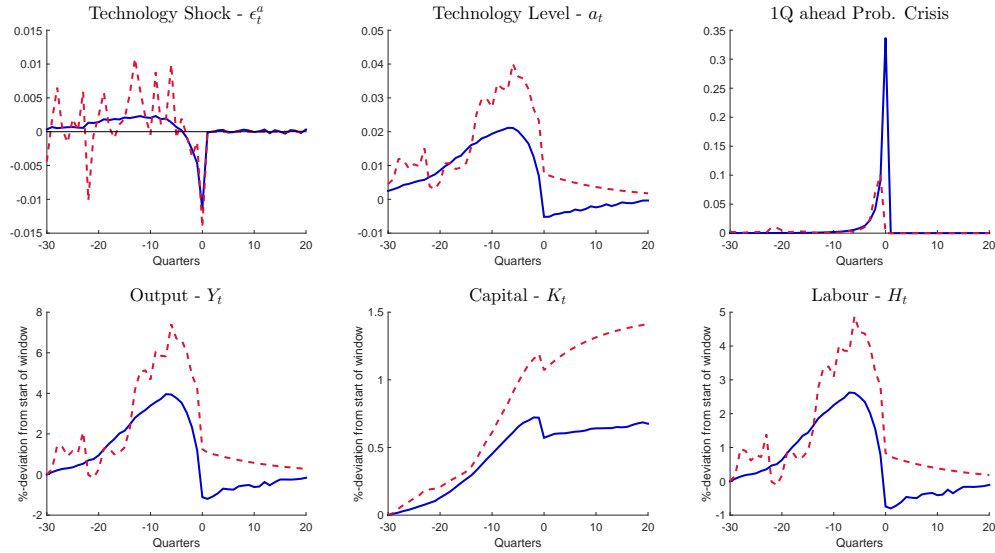 Technology Shock - ϵᵃₜ
0.015
0.01
0.005
0
-0.005
-0.01
-0.015
-30 -20 -10 0 10 20
Quarters
Technology Level - aₜ
0.05
0.04
0.03
0.02
0.01
0
-0.01
-30 -20 -10 0 10 20
Quarters
1Q ahead Prob. Crisis
0.35
0.3
0.25
0.2
0.15
0.1
0.05
0
-30 -20 -10 0 10 20
Quarters
Output - Yₜ
%-deviation from start of window
8
6
4
2
0
-2
-30 -20 -10 0 10 20
Quarters
Capital - Kₜ
%-deviation from start of window
1.5
1
0.5
0
-30 -20 -10 0 10 20
Quarters
Labour - Hₜ
%-deviation from start of window
5
4
3
2
1
0
-1
-30 -20 -10 0 10 20
Quarters